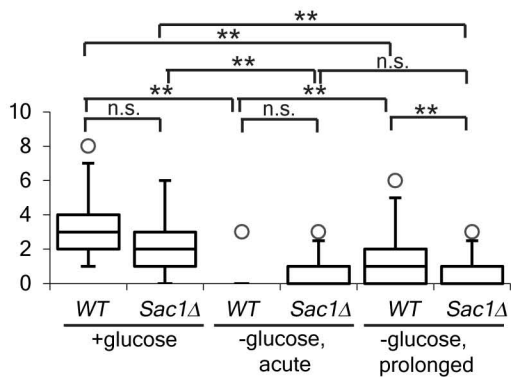 **
**
** n.s.
** **
n.s. n.s. **
10
8
6
4
2
0
WT Sac1Δ WT Sac1Δ WT Sac1Δ
+glucose -glucose, acute -glucose, prolonged